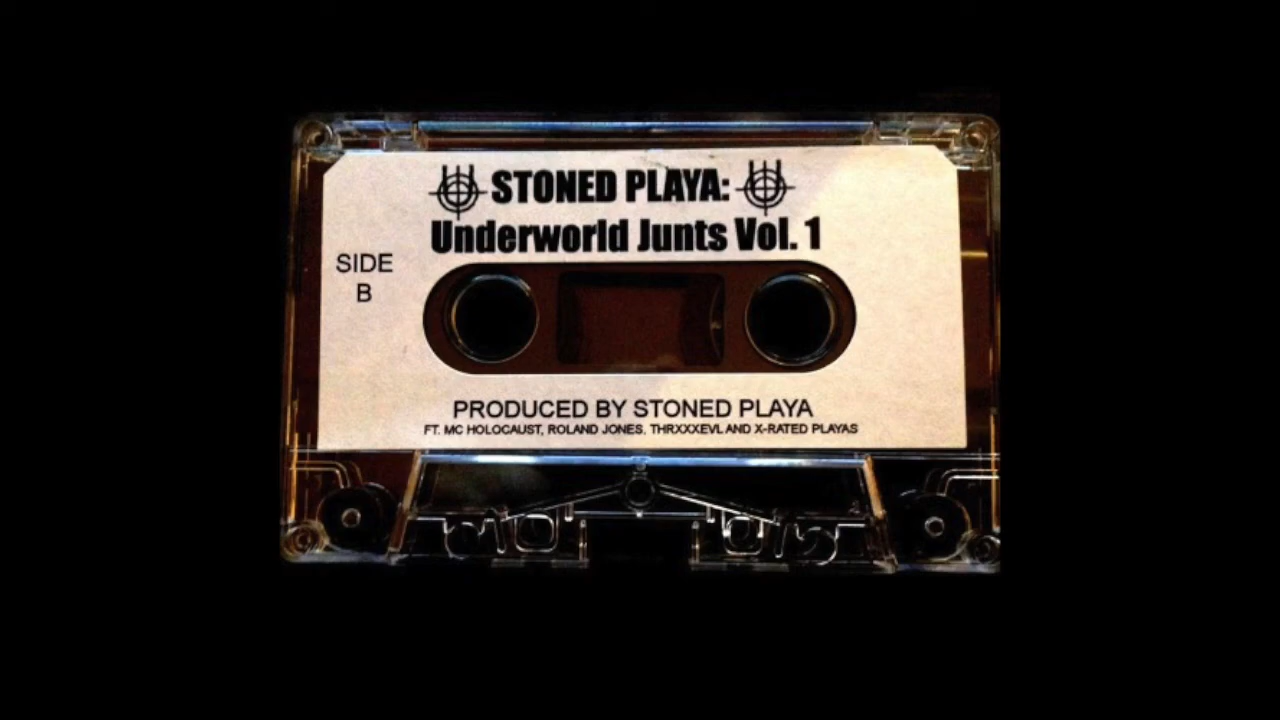 STONED PLAYA:
Underworld Junts Vol. 1
SIDE
B
PRODUCED BY STONED PLAYA
FT. MC HOLOCAUST, ROLAND JONES, THRXXXEVL AND X-RATED PLAYAS